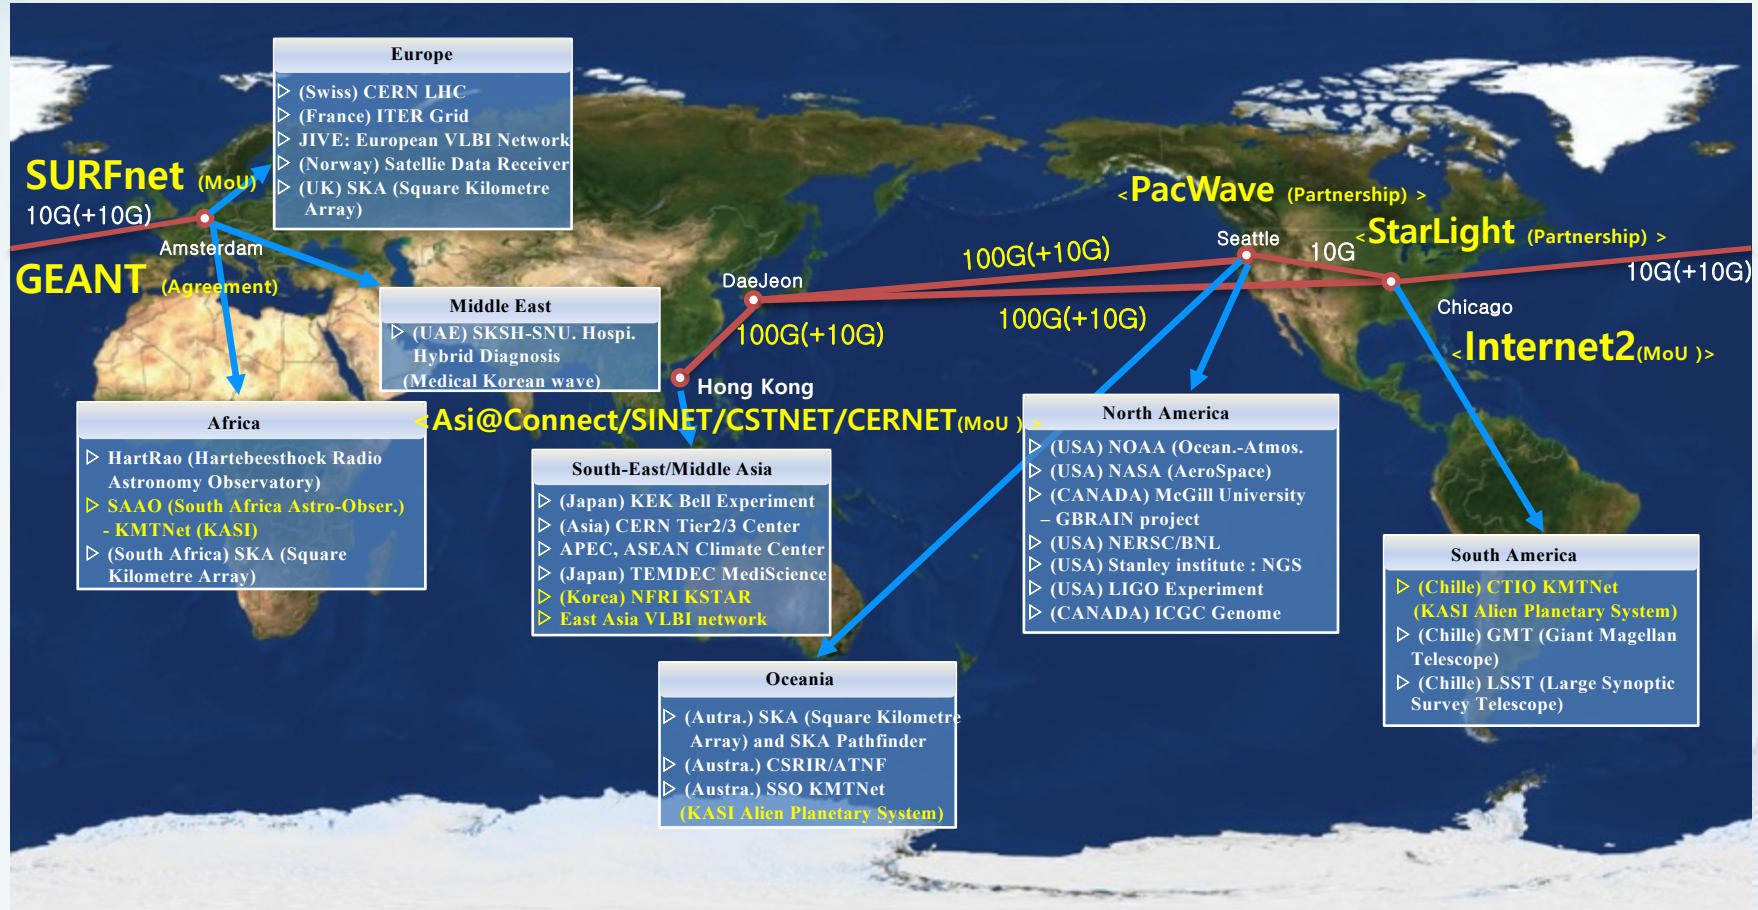 Europe
▷ (Swiss) CERN LHC
▷ (France) ITER Grid
▷ JIVE: European VLBI Network
▷ (Norway) Satellie Data Receiver
▷ (UK) SKA (Square Kilometre
Array)
SURFnet (MoU)
10G(+10G)
Amsterdam
GEANT (Agreement)
Middle East
▷ (UAE) SKSH-SNU. Hospi.
Hybrid Diagnosis
(Medical Korean wave)
DaeJeon
100G(+10G)
100G(+10G)
100G(+10G)
<PacWave (Partnership) >
Seattle
10G
<StarLight (Partnership) >
10G(+10G)
Chicago
<Internet2(MoU )>
Hong Kong
<Asi@Connect/SINET/CSTNET/CERNET(MoU ) >
Africa
▷ HartRao (Hartebeesthoek Radio
Astronomy Observatory)
▷ SAAO (South Africa Astro-Obser.)
- KMTNet (KASI)
▷ (South Africa) SKA (Square
Kilometre Array)
South-East/Middle Asia
▷ (Japan) KEK Bell Experiment
▷ (Asia) CERN Tier2/3 Center
▷ APEC, ASEAN Climate Center
▷ (Japan) TEMDEC MediScience
▷ (Korea) NFRI KSTAR
▷ East Asia VLBI network
North America
▷ (USA) NOAA (Ocean.-Atmos.
▷ (USA) NASA (AeroSpace)
▷ (CANADA) McGill University
– GBRAIN project
▷ (USA) NERSC/BNL
▷ (USA) Stanley institute : NGS
▷ (USA) LIGO Experiment
▷ (CANADA) ICGC Genome
South America
▷ (Chille) CTIO KMTNet
(KASI Alien Planetary System)
▷ (Chille) GMT (Giant Magellan
Telescope)
▷ (Chille) LSST (Large Synoptic
Survey Telescope)
Oceania
▷ (Autra.) SKA (Square Kilometre
Array) and SKA Pathfinder
▷ (Austra.) CSRIR/ATNF
▷ (Austra.) SSO KMTNet
(KASI Alien Planetary System)